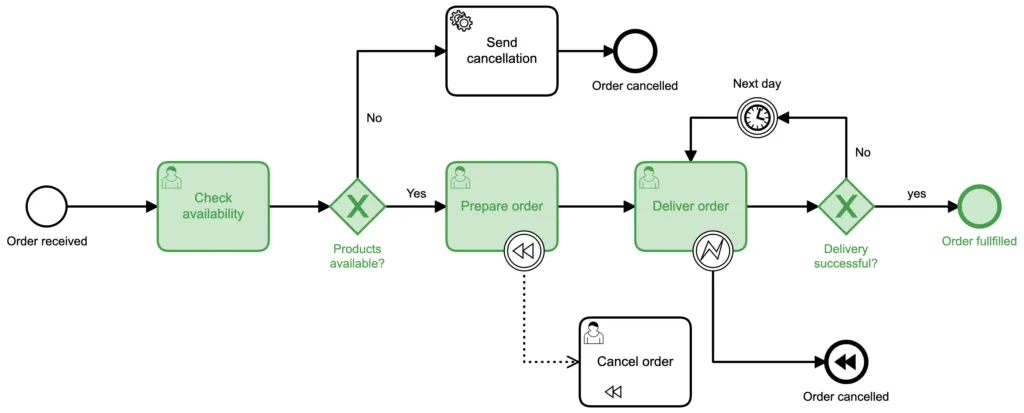 Send
cancellation
Order cancelled
Next day
No
No
Check
availability
Yes
Prepare order
Deliver order
yes
Order received
Products
available?
Delivery
successful?
Order fullfilled
Cancel order
Order cancelled